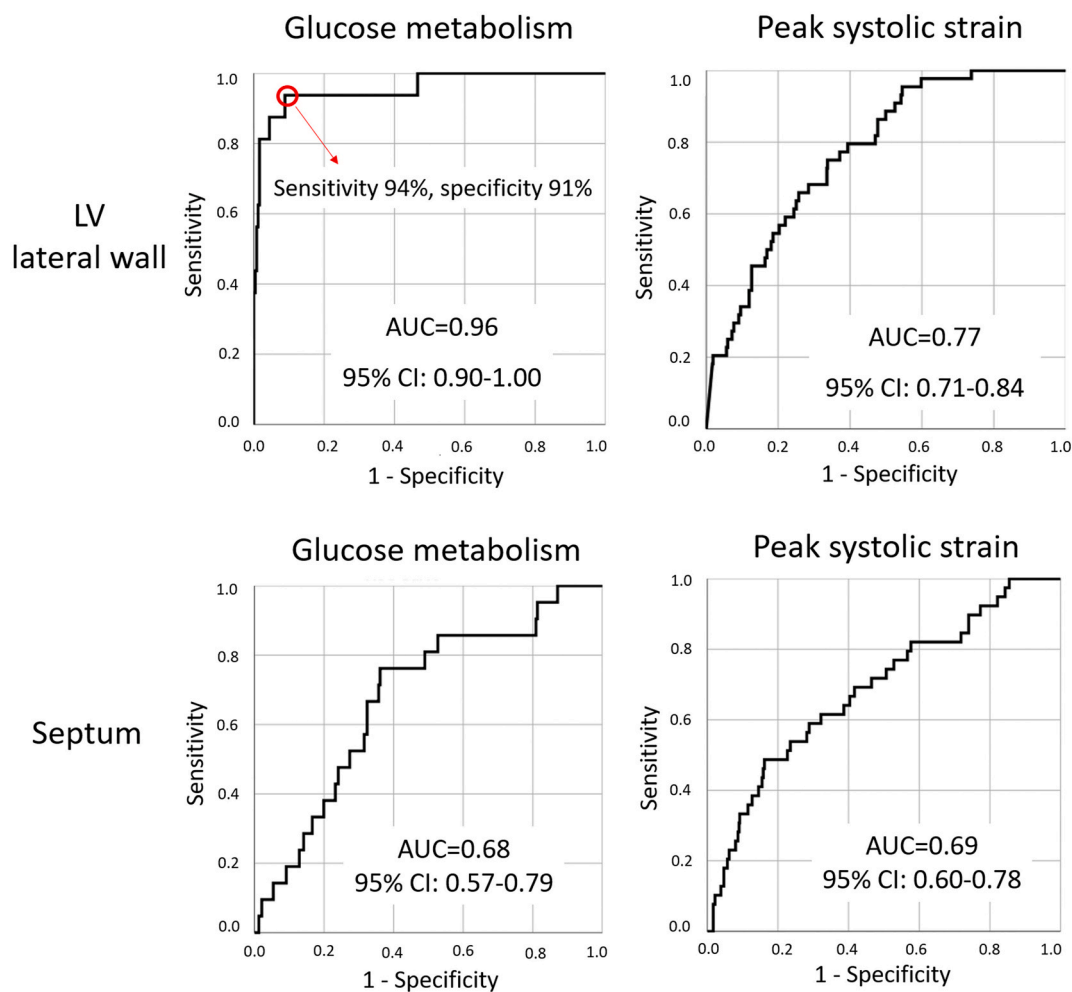 Glucose metabolism
Peak systolic strain
LV
lateral wall
Sensitivity
1.0
0.8
0.6
0.4
0.2
0.0
Sensitivity 94%, specificity 91%
AUC=0.96
95% CI: 0.90-1.00
0.0 0.2 0.4 0.6 0.8 1.0
1 - Specificity
Sensitivity
1.0
0.8
0.6
0.4
0.2
0.0
AUC=0.77
95% CI: 0.71-0.84
0.0 0.2 0.4 0.6 0.8 1.0
1 - Specificity
Glucose metabolism
Peak systolic strain
Septum
Sensitivity
1.0
0.8
0.6
0.4
0.2
0.0
AUC=0.68
95% CI: 0.57-0.79
0.0 0.2 0.4 0.6 0.8 1.0
1 - Specificity
Sensitivity
1.0
0.8
0.6
0.4
0.2
0.0
AUC=0.69
95% CI: 0.60-0.78
0.0 0.2 0.4 0.6 0.8 1.0
1 - Specificity